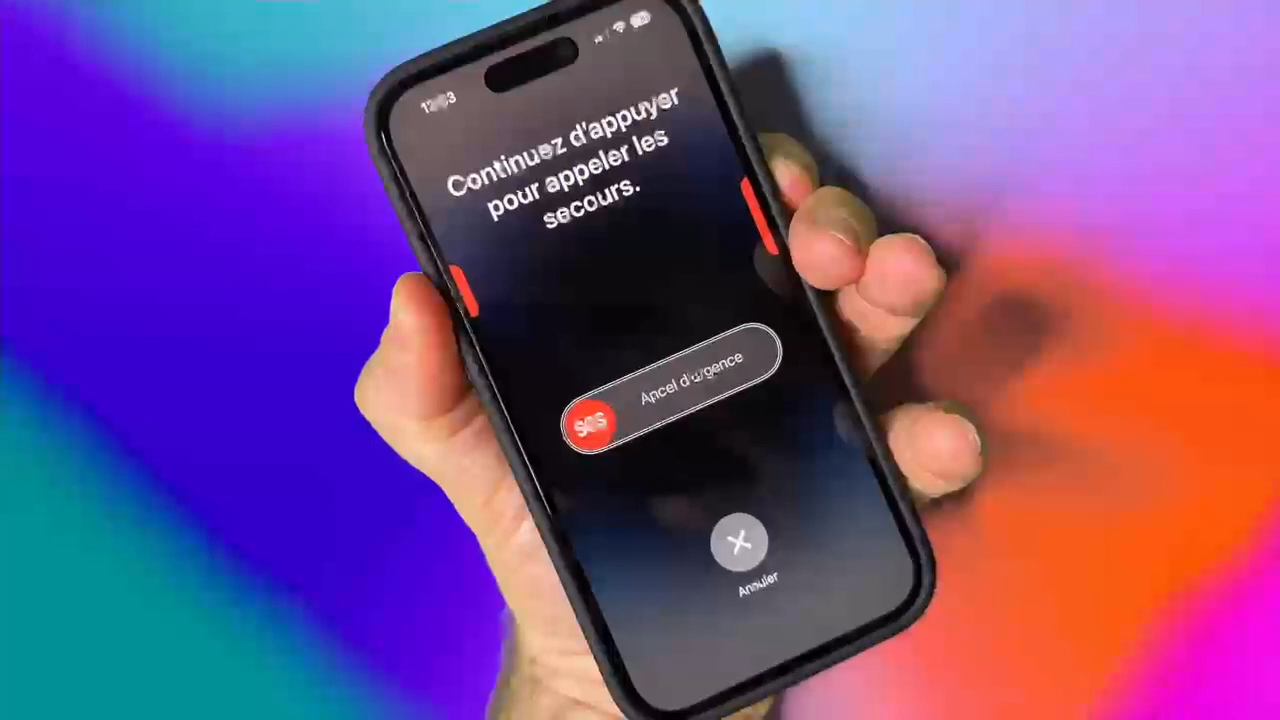 Continuez d'appuyer
pour appeler les
secours.
SOS
Appel d'urgence
Annuler